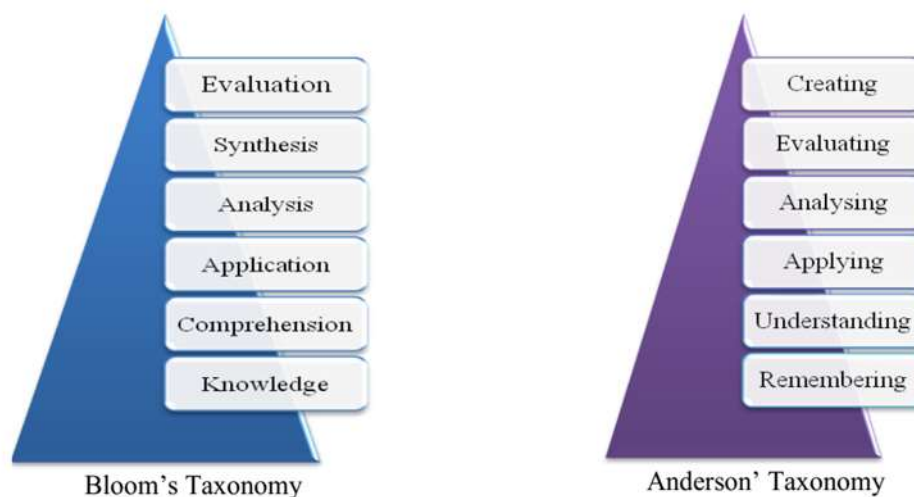 Evaluation
Synthesis
Analysis
Application
Comprehension
Knowledge
Bloom's Taxonomy
Creating
Evaluating
Analysing
Applying
Understanding
Remembering
Anderson' Taxonomy